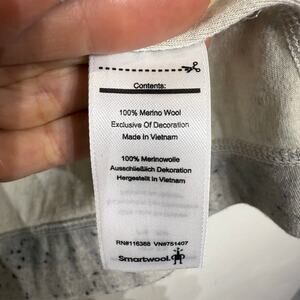 Contents:
100% Merino Wool
Exclusive Of Decoration
Made in Vietnam
100% Merinowolle
Ausschließlich Dekoration
Hergestellt in Vietnam
RN#116388 VN#751407
Smartwool